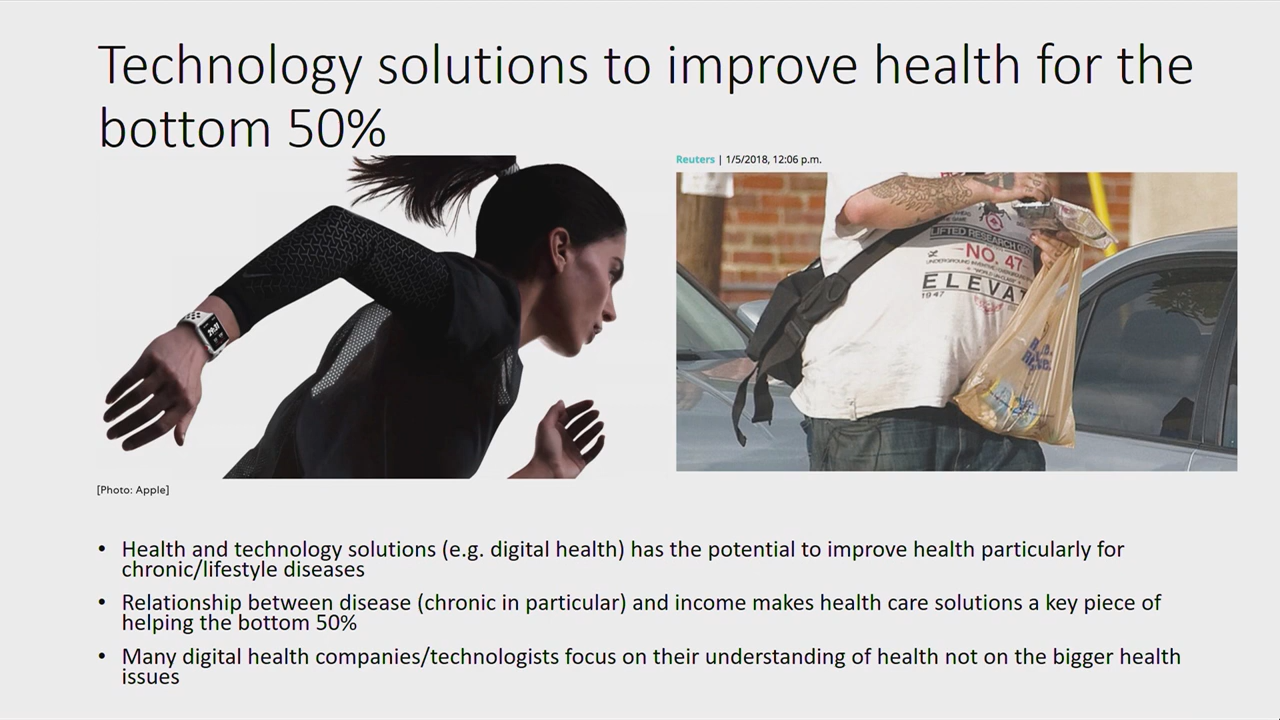 Technology solutions to improve health for the
bottom 50%
Reuters | 1/5/2018, 12:06 p.m.
LIFTED RESEARCH
NO. 47
ELEVAT
1947
[Photo: Apple]
• Health and technology solutions (e.g. digital health) has the potential to improve health particularly for
chronic/lifestyle diseases
• Relationship between disease (chronic in particular) and income makes health care solutions a key piece of
helping the bottom 50%
• Many digital health companies/technologists focus on their understanding of health not on the bigger health
issues